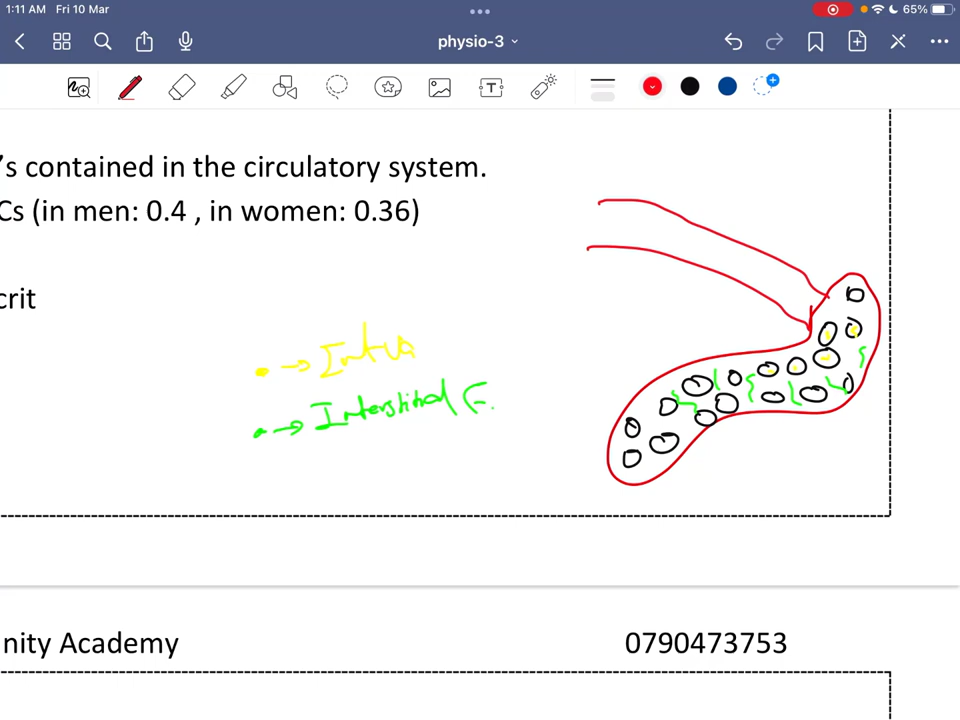 1:11 AM Fri 10 Mar
65%
physio-3
's contained in the circulatory system.
Cs (in men: 0.4 , in women: 0.36)
crit
• → Intra
• → Interstitial F.
nity Academy
0790473753